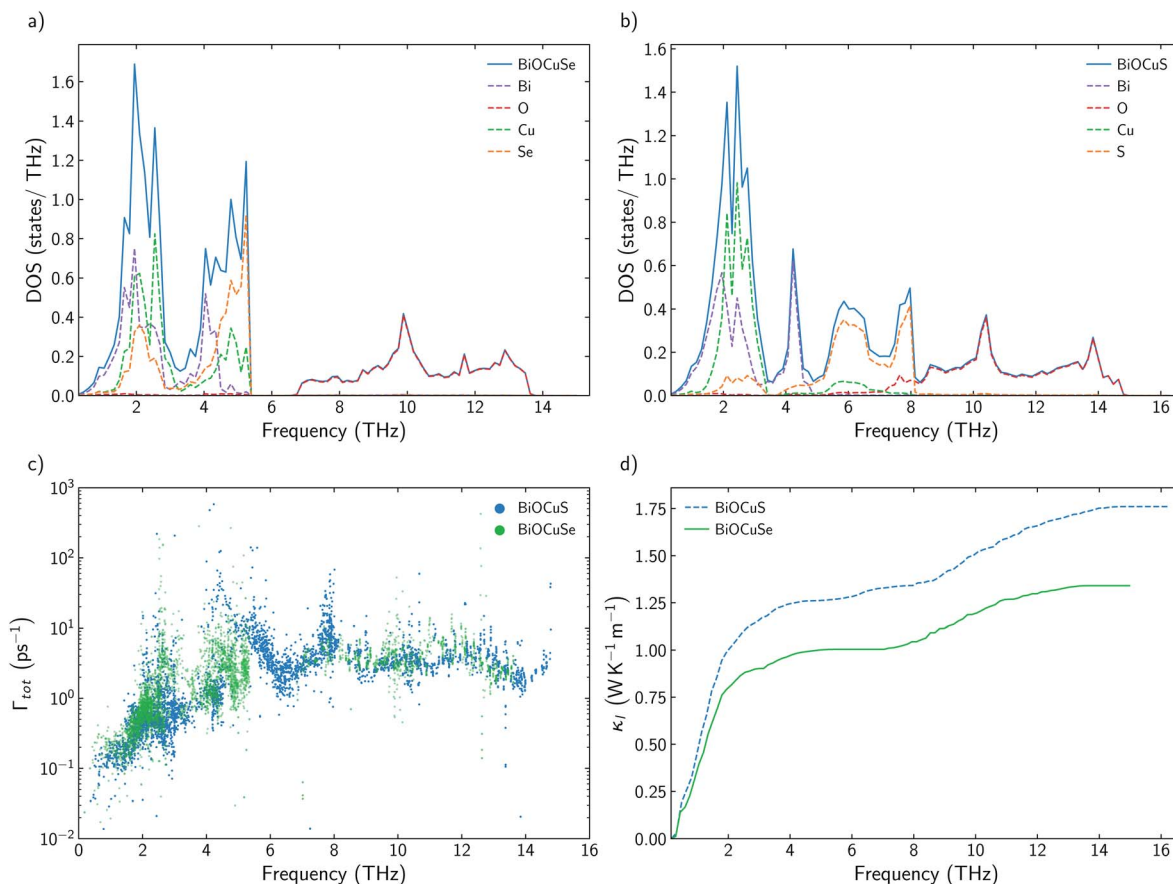 a)
1.6
1.4
1.2
1.0
0.8
0.6
0.4
0.2
0.0
DOS (states/ THz)
BiOCuSe
Bi
O
Cu
Se
0 2 4 6 8 10 12 14
Frequency (THz)
b)
1.6
1.4
1.2
1.0
0.8
0.6
0.4
0.2
0.0
DOS (states/ THz)
BiOCuS
Bi
O
Cu
S
2 4 6 8 10 12 14 16
Frequency (THz)
c)
10³
10²
10¹
10⁰
10⁻¹
10⁻²
Γtot (ps⁻¹)
BiOCuS
BiOCuSe
0 2 4 6 8 10 12 14 16
Frequency (THz)
d)
1.75
1.50
1.25
1.00
0.75
0.50
0.25
0.00
κl (W K⁻¹ m⁻¹)
BiOCuS
BiOCuSe
2 4 6 8 10 12 14 16
Frequency (THz)